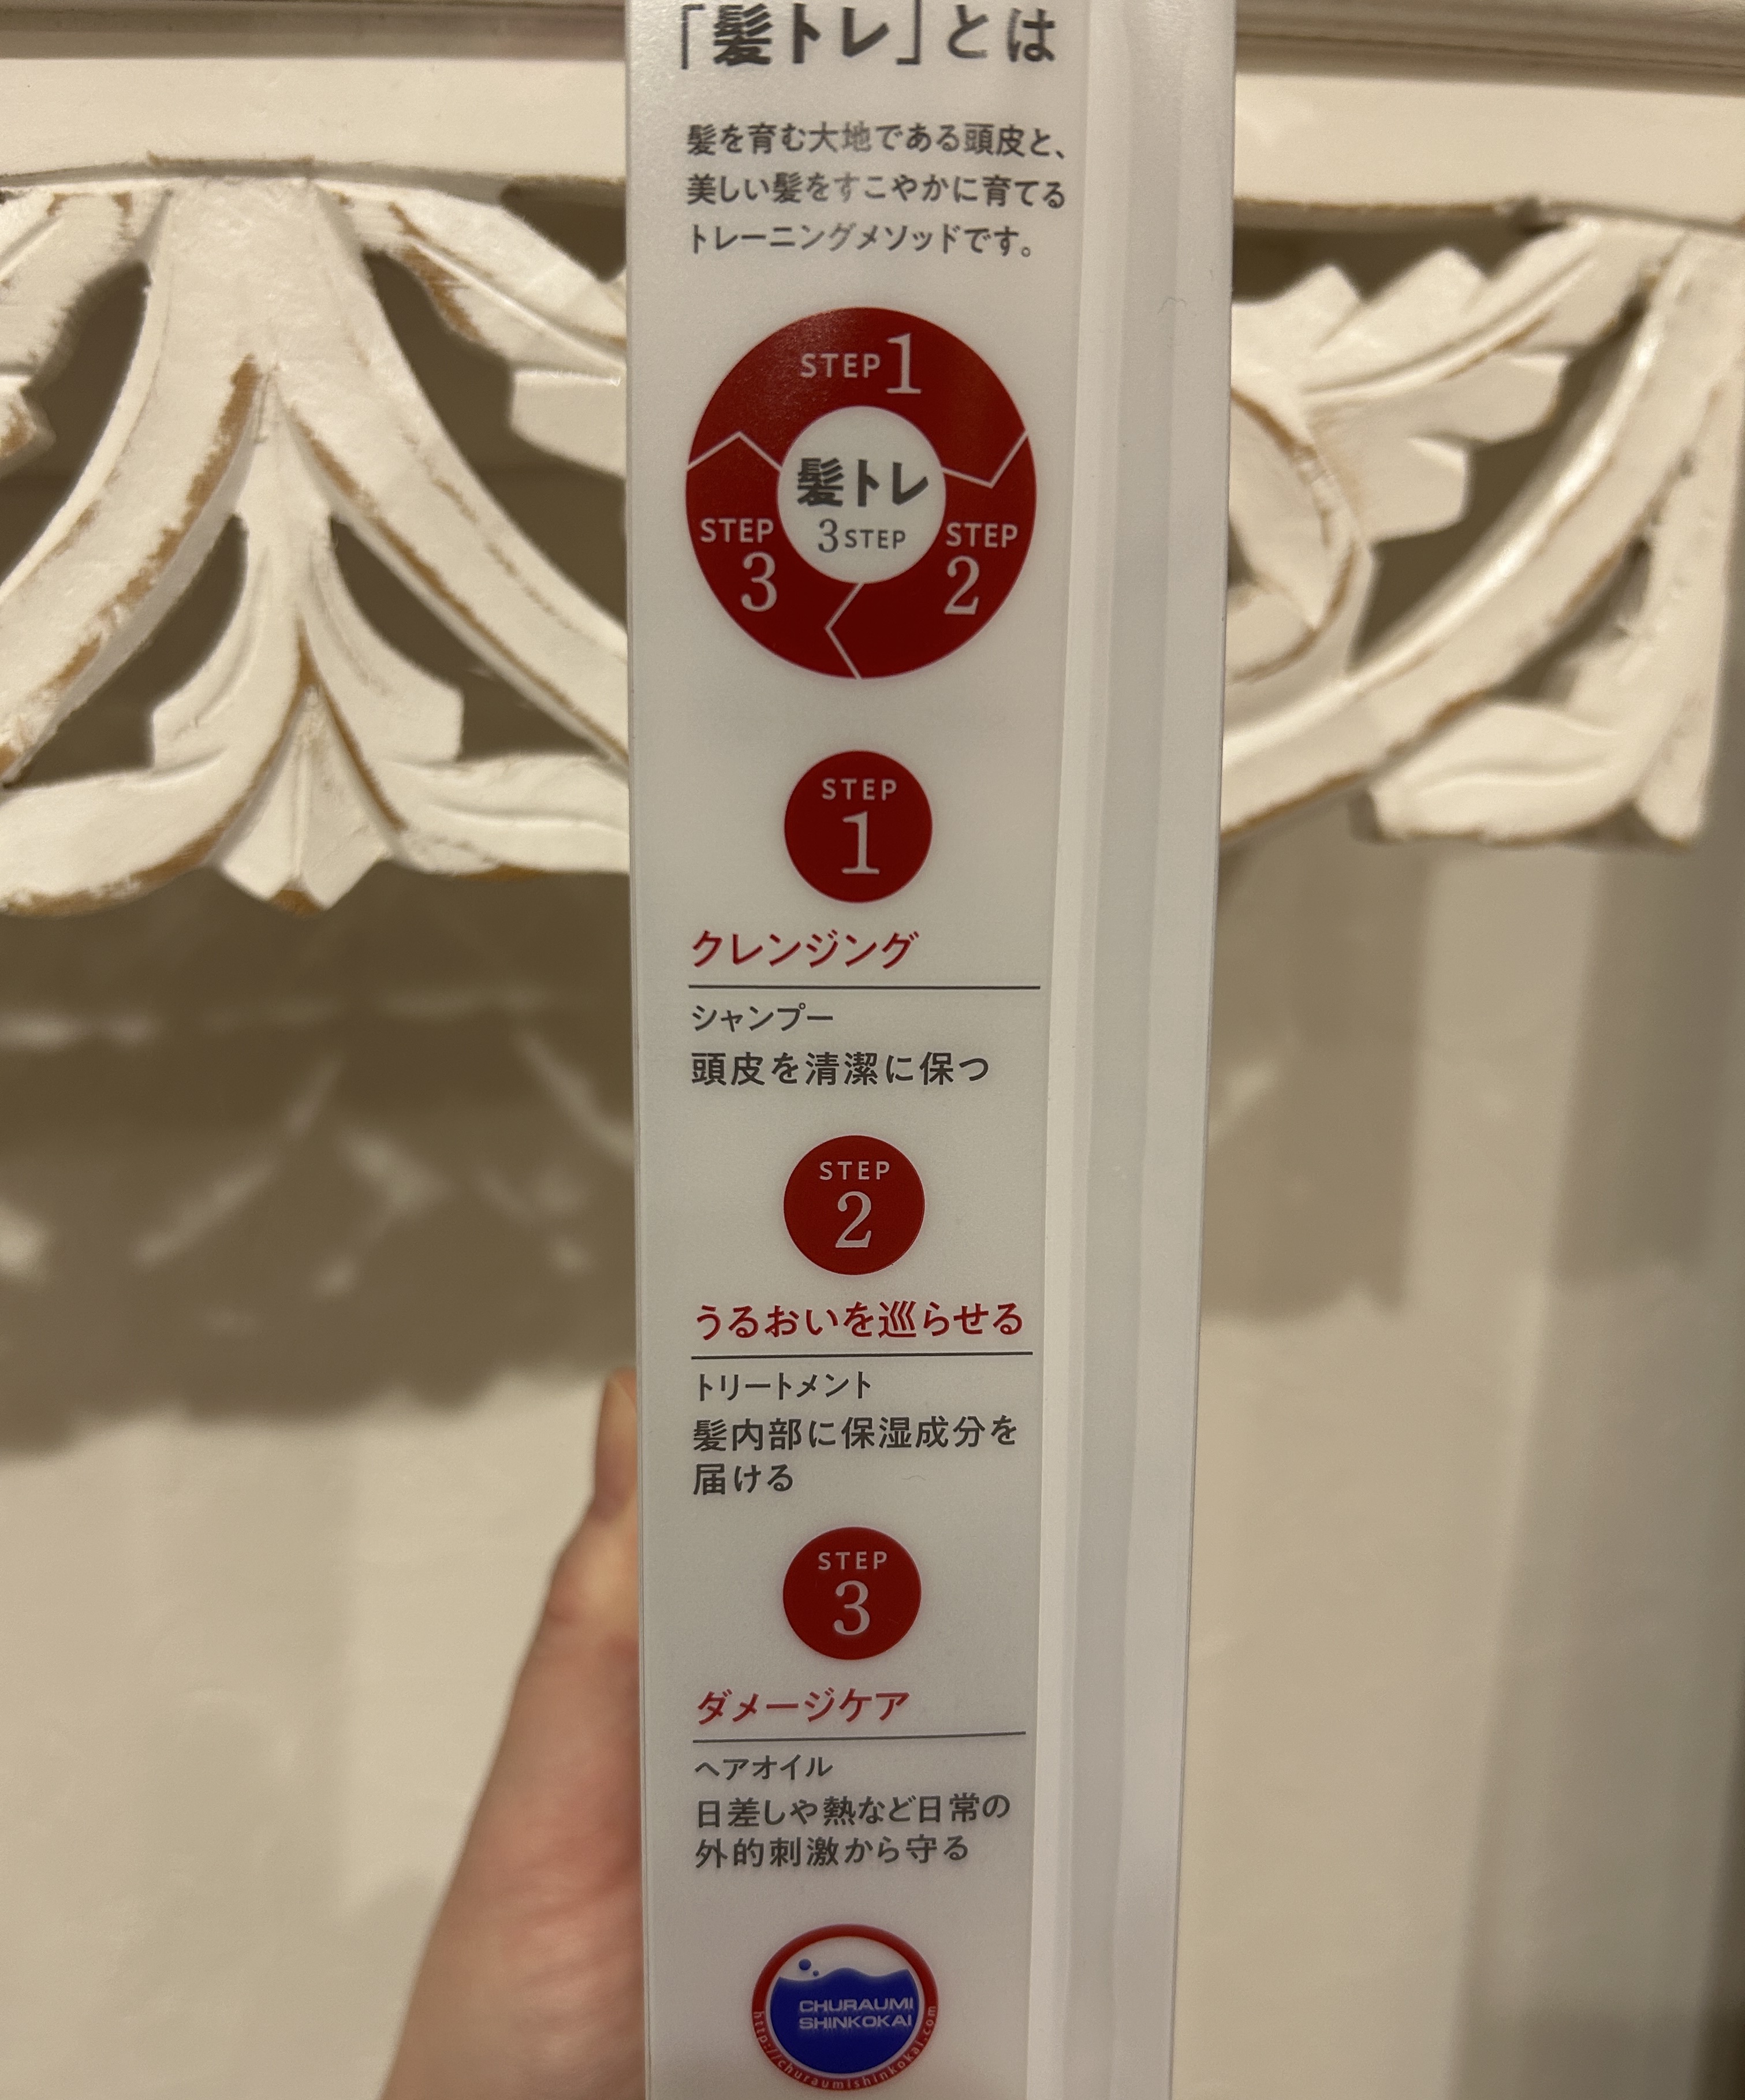 「髪トレ」とは
髪を育む大地である頭皮と、
美しい髪をすこやかに育てる
トレーニングメソッドです。
STEP 1
髪トレ
3 STEP
STEP 2
STEP 3
STEP
1
クレンジング
シャンプー
頭皮を清潔に保つ
STEP
2
うるおいを巡らせる
トリートメント
髪内部に保湿成分を
届ける
STEP
3
ダメージケア
ヘアオイル
日差しや熱など日常の
外的刺激から守る
CHURAUMI
SHINKOKAI
http://churaumishinkokai.com